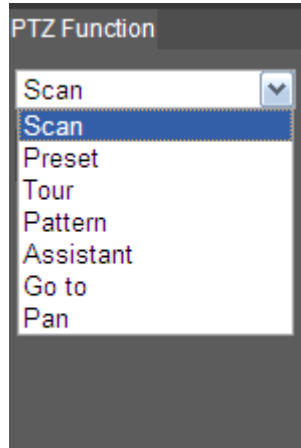 PTZ Function
Scan
Scan
Preset
Tour
Pattern
Assistant
Go to
Pan